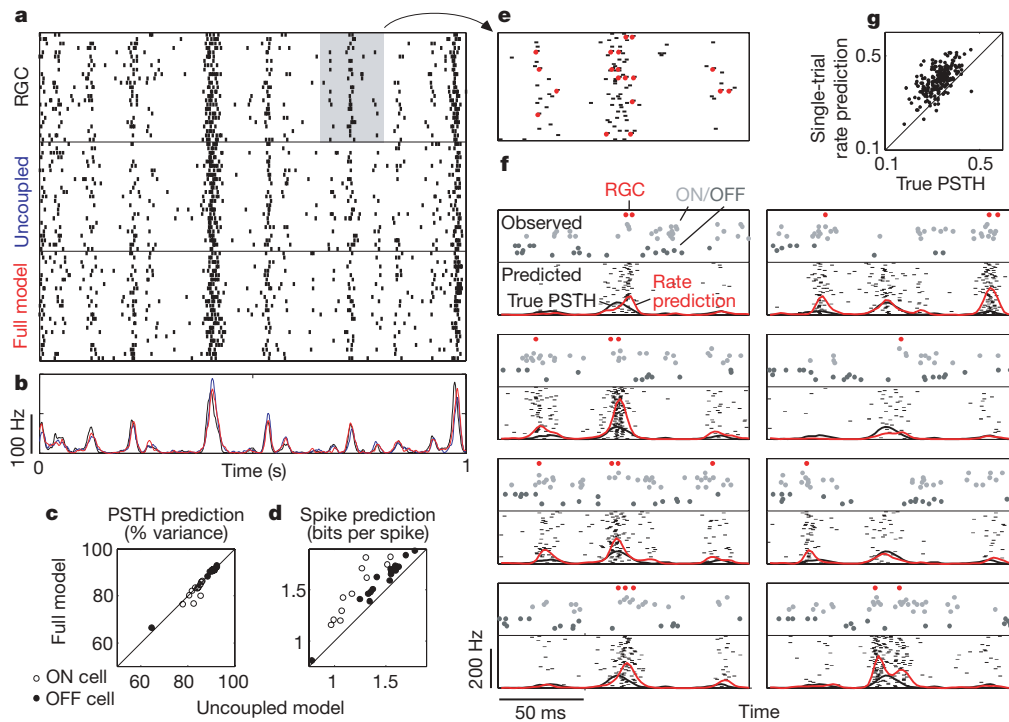 a
RGC
Uncoupled
Full model
b
100 Hz
0
1
Time (s)
c
PSTH prediction
(% variance)
100
80
60
60
80
100
Full model
ON cell
OFF cell
d
Spike prediction
(bits per spike)
1.5
1
1
1.5
Uncoupled model
e
f
RGC
ON/OFF
Observed
Predicted
True PSTH
Rate
prediction
200 Hz
50 ms
Time
g
Single-trial
rate prediction
0.5
0.1
0.1
0.5
True PSTH